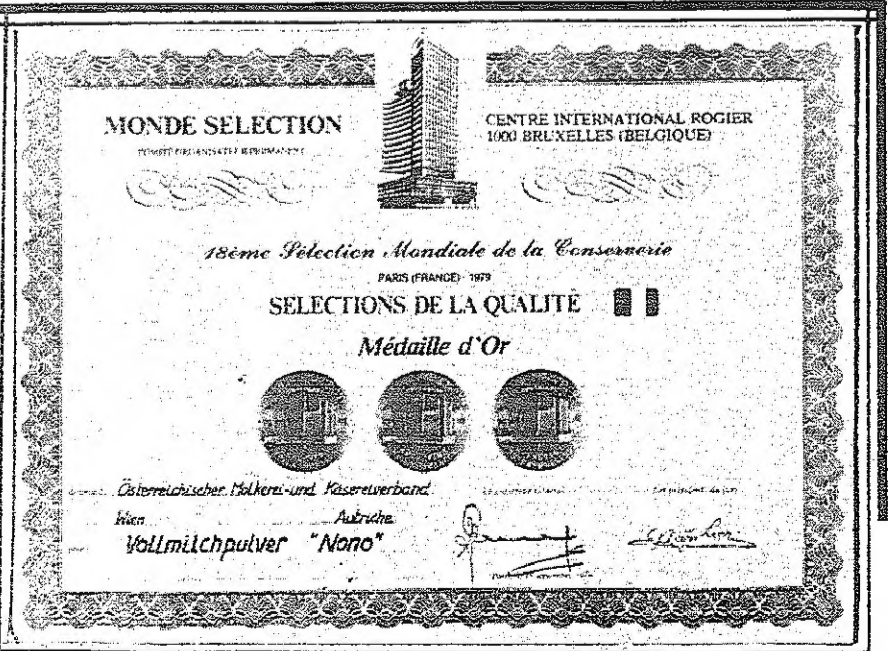 MONDE SELECTION
CENTRE INTERNATIONAL ROGIER
1000 BRUXELLES (BELGIQUE)
18ème Sélection Mondiale de la Conserverie
PARIS (FRANCE) - 1979
SELECTIONS DE LA QUALITÉ
Médaille d'Or
Österreichischer Molkerei-und Käsereiverband
Wien Autriche
Vollmilchpulver "Nono"